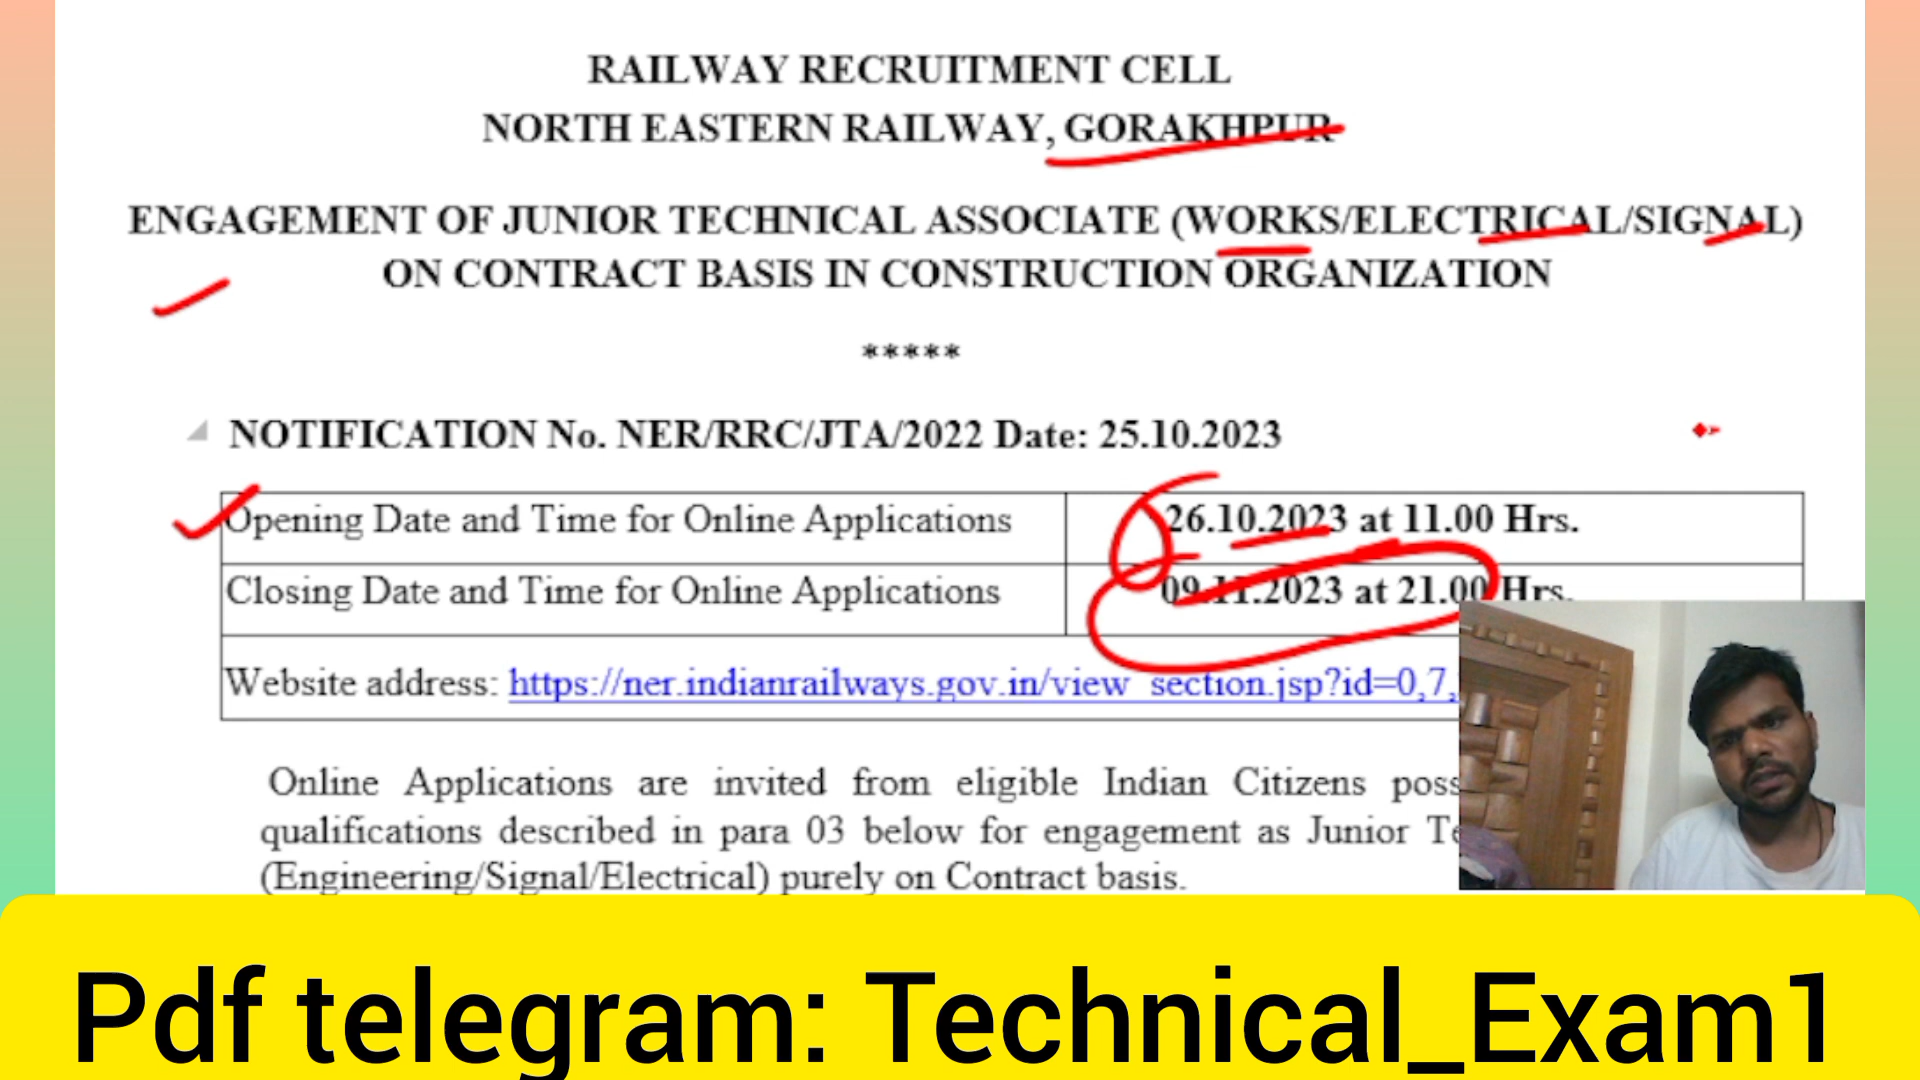 RAILWAY RECRUITMENT CELL
NORTH EASTERN RAILWAY, GORAKHPUR
ENGAGEMENT OF JUNIOR TECHNICAL ASSOCIATE (WORKS/ELECTRICAL/SIGNAL)
ON CONTRACT BASIS IN CONSTRUCTION ORGANIZATION
*****
NOTIFICATION No. NER/RRC/JTA/2022 Date: 25.10.2023
Opening Date and Time for Online Applications 26.10.2023 at 11.00 Hrs.
Closing Date and Time for Online Applications 09.11.2023 at 21.00 Hrs.
Website address: https://ner.indianrailways.gov.in/view_section.jsp?id=0,7,
Online Applications are invited from eligible Indian Citizens poss
qualifications described in para 03 below for engagement as Junior Te
(Engineering/Signal/Electrical) purely on Contract basis.
Pdf telegram: Technical_Exam1